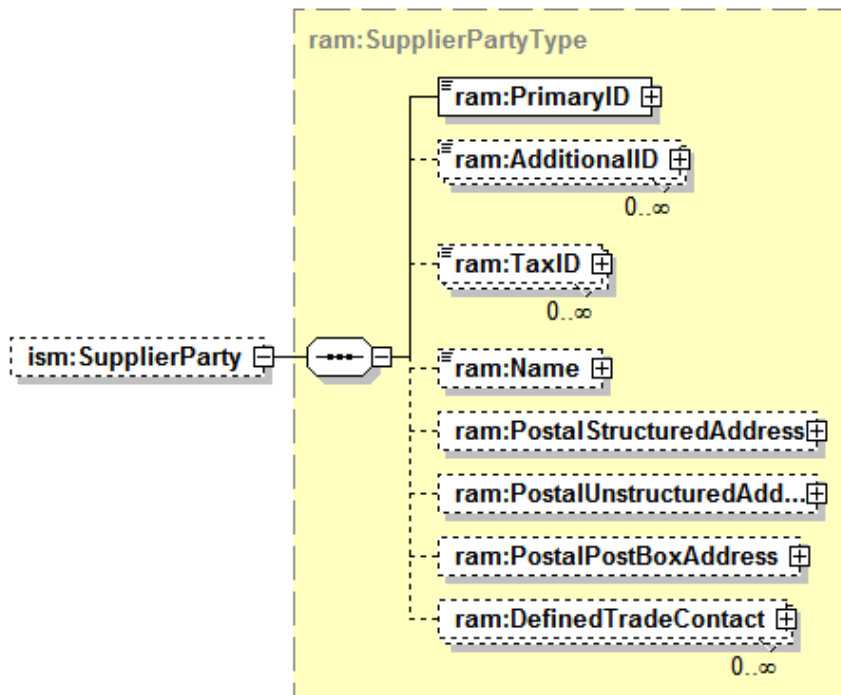 ram:SupplierPartyType
ram:PrimaryID
ram:AdditionalID
0..∞
ram:TaxID
0..∞
ism:SupplierParty
ram:Name
ram:PostalStructuredAddress
ram:PostalUnstructuredAdd...
ram:PostalPostBoxAddress
ram:DefinedTradeContact
0..∞